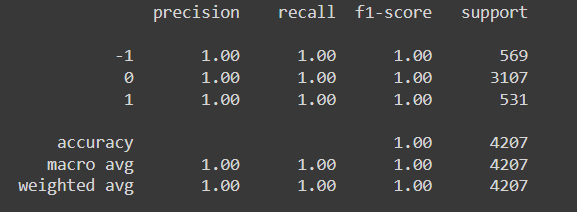 precision recall f1-score support
-1 1.00 1.00 1.00 569
0 1.00 1.00 1.00 3107
1 1.00 1.00 1.00 531
accuracy 1.00 4207
macro avg 1.00 1.00 1.00 4207
weighted avg 1.00 1.00 1.00 4207